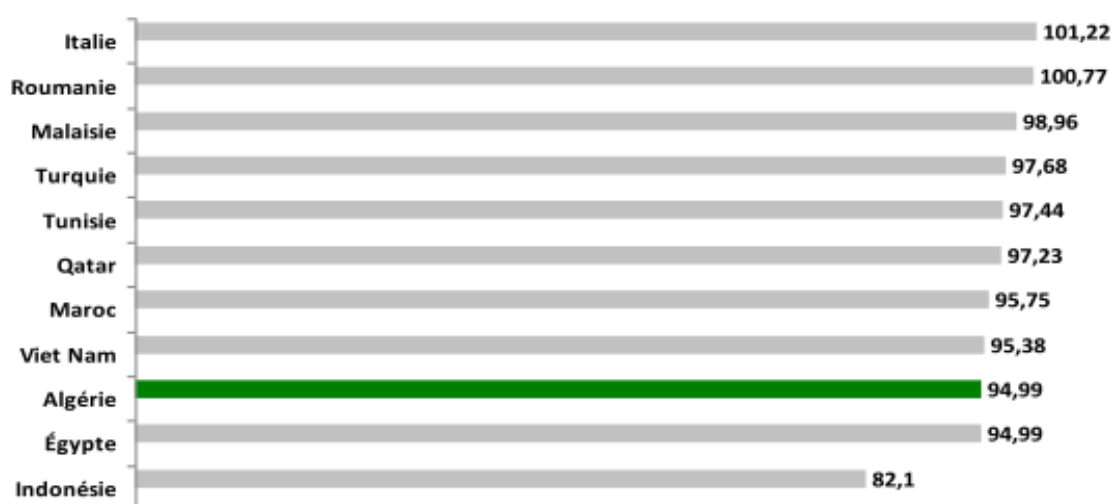 Italie 101,22
Roumanie 100,77
Malaisie 98,96
Turquie 97,68
Tunisie 97,44
Qatar 97,23
Maroc 95,75
Viet Nam 95,38
Algérie 94,99
Égypte 94,99
Indonésie 82,1